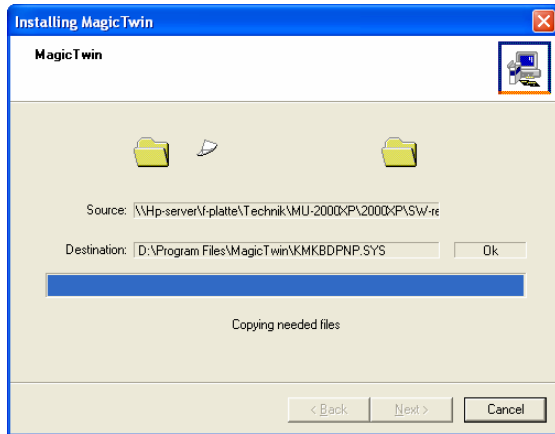 Installing MagicTwin
MagicTwin
Source: \\Hp-server\f-platte\Technik\MU-2000XP\2000XP\SW-re
Destination: D:\Program Files\MagicTwin\KMKBDPNP.SYS Ok
Copying needed files
< Back Next > Cancel